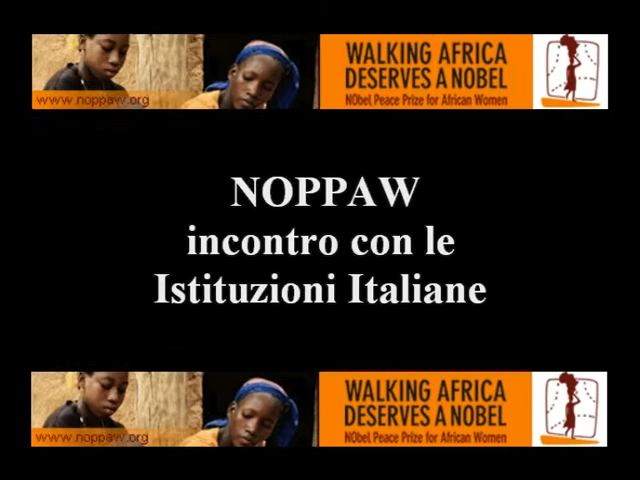 WALKING AFRICA
DESERVES A NOBEL
NObel Peace Prize for African Women
www.noppaw.org
NOPPAW
incontro con le
Istituzioni Italiane
WALKING AFRICA
DESERVES A NOBEL
NObel Peace Prize for African Women
www.noppaw.org